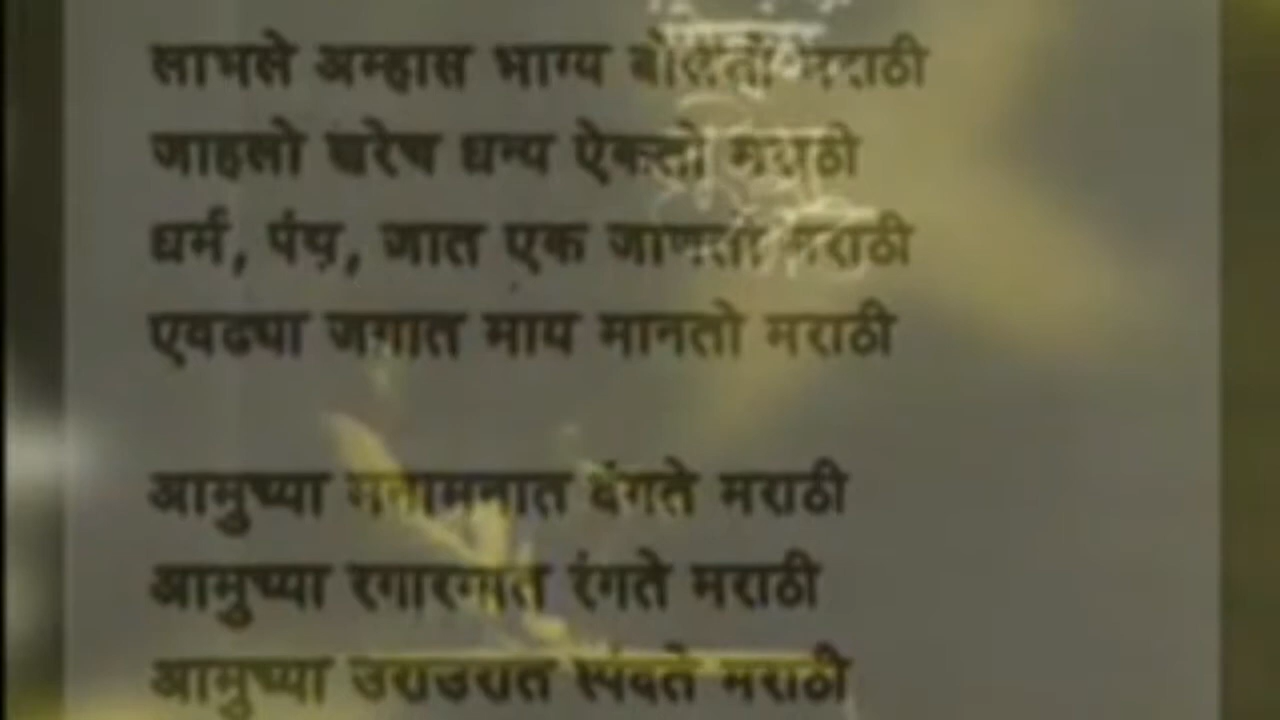 लाभले अम्हास भाग्य बोलतो मराठी
जाहलो खरेच धन्य ऐकतो मराठी
धर्म, पंथ, जात एक जाणतो मराठी
एवढ्या जगात माय मानतो मराठी
आमुच्या मनामनात दंगते मराठी
आमुच्या रगारगात रंगते मराठी
आमुच्या उराउरात स्पंदते मराठी